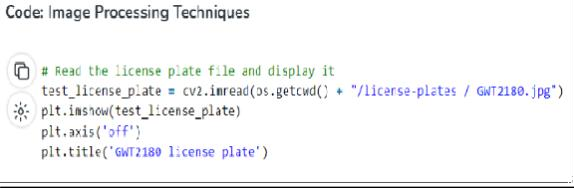 Code: Image Processing Techniques
# Read the license plate file and display it
test_license_plate = cv2.imread(os.getcwd() + "/license-plates / GWT2180.jpg")
plt.imshow(test_license_plate)
plt.axis('off')
plt.title('GWT2180 license plate')